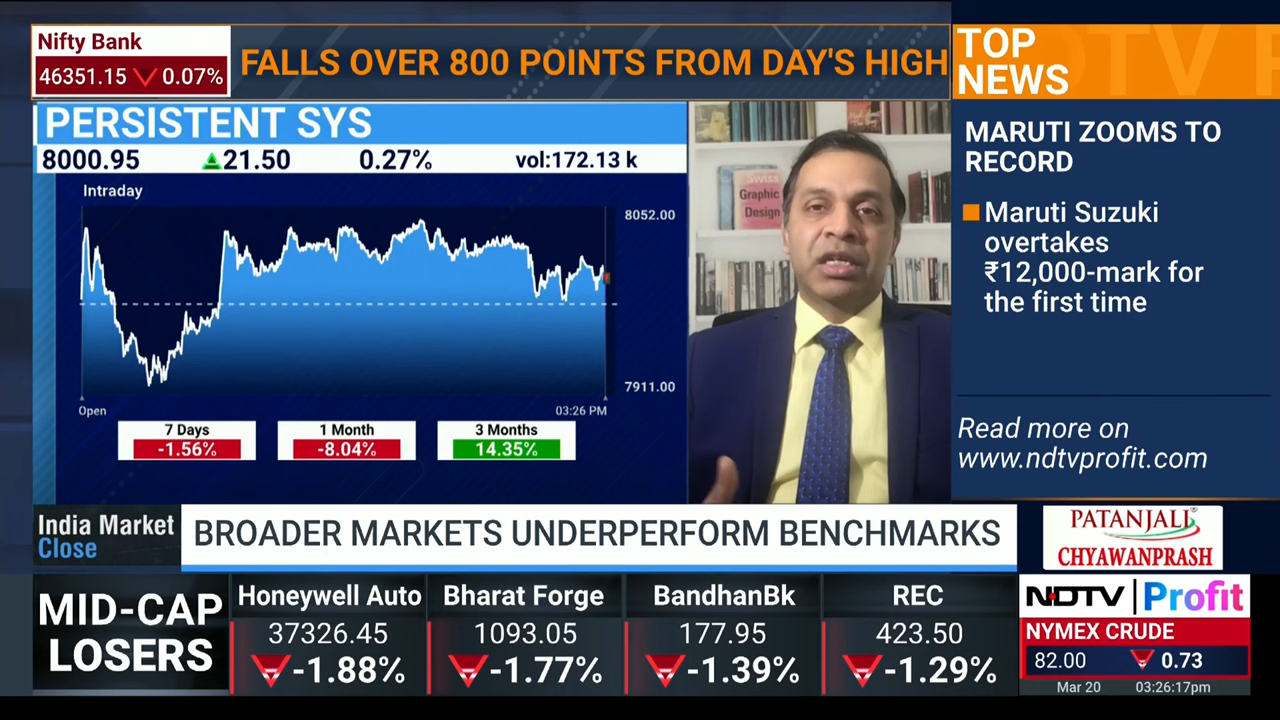 Nifty Bank
46351.15 0.07%
FALLS OVER 800 POINTS FROM DAY'S HIGH
TOP
NEWS
PERSISTENT SYS
8000.95 21.50 0.27% vol:172.13 k
Intraday
8052.00
7911.00
Open 03:26 PM
7 Days
-1.56%
1 Month
-8.04%
3 Months
14.35%
Swiss
Graphic
Design
MARUTI ZOOMS TO
RECORD
Maruti Suzuki
overtakes
₹12,000-mark for
the first time
Read more on
www.ndtvprofit.com
India Market
Close
BROADER MARKETS UNDERPERFORM BENCHMARKS
PATANJALI
CHYAWANPRASH
MID-CAP
LOSERS
Honeywell Auto
37326.45
-1.88%
Bharat Forge
1093.05
-1.77%
BandhanBk
177.95
-1.39%
REC
423.50
-1.29%
NDTV Profit
NYMEX CRUDE
82.00 0.73
Mar 20 03:26:17pm